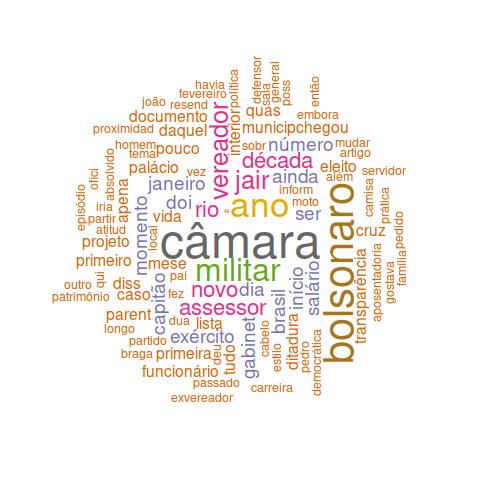 havia
política
defensor
sala
general
poss
então
fevereiro
joão
resend
documento
daquel
interior
quas
embora
proximidad
municip
chegou
homem
tema
pouco
vereador
sobr
número
mudar
artigo
década
palácio
vez
absolvido
ofici
iria
apena
janeiro
jair
ainda
eleito
além
servidor
inform
camisa
prática
episódio
partir
atitud
vida
doi
rio
“
ano
moto
ser
cruz
pedido
projeto
local
momento
câmara
bolsonaro
família
gostava
aposentadoria
transparência
primeiro
qui
mese
paí
militar
outro
diss
patrimônio
caso
capitão
fez
novo
dia
brasil
início
salário
parent
assessor
longo
dua
lista
partido
exército
gabinet
cabelo
ditadura
braga
primeira
deu
tudo
estilo
pedro
democrática
funcionário
passado
carreira
exvereador